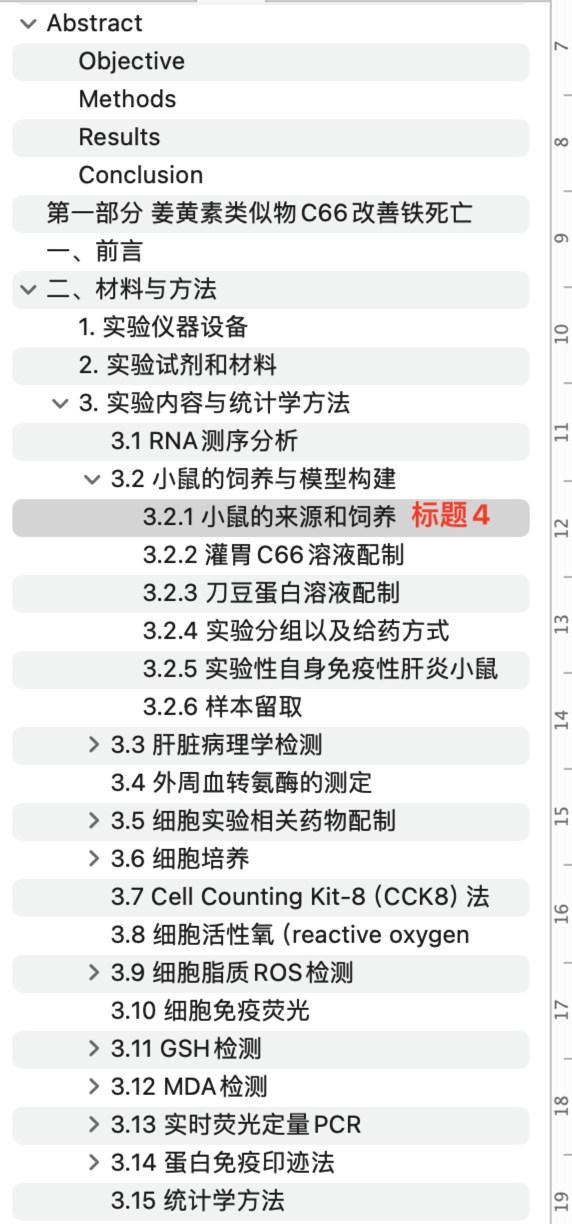 Abstract
Objective
Methods
Results
Conclusion
第一部分 姜黄素类似物C66改善铁死亡
一、前言
二、材料与方法
1. 实验仪器设备
2. 实验试剂和材料
3. 实验内容与统计学方法
3.1 RNA测序分析
3.2 小鼠的饲养与模型构建
3.2.1 小鼠的来源和饲养 标题4
3.2.2 灌胃C66溶液配制
3.2.3 刀豆蛋白溶液配制
3.2.4 实验分组以及给药方式
3.2.5 实验性自身免疫性肝炎小鼠
3.2.6 样本留取
3.3 肝脏病理学检测
3.4 外周血转氨酶的测定
3.5 细胞实验相关药物配制
3.6 细胞培养
3.7 Cell Counting Kit-8（CCK8）法
3.8 细胞活性氧（reactive oxygen
3.9 细胞脂质ROS检测
3.10 细胞免疫荧光
3.11 GSH检测
3.12 MDA检测
3.13 实时荧光定量PCR
3.14 蛋白免疫印迹法
3.15 统计学方法
7
8
9
10
11
12
13
14
15
16
17
18
19